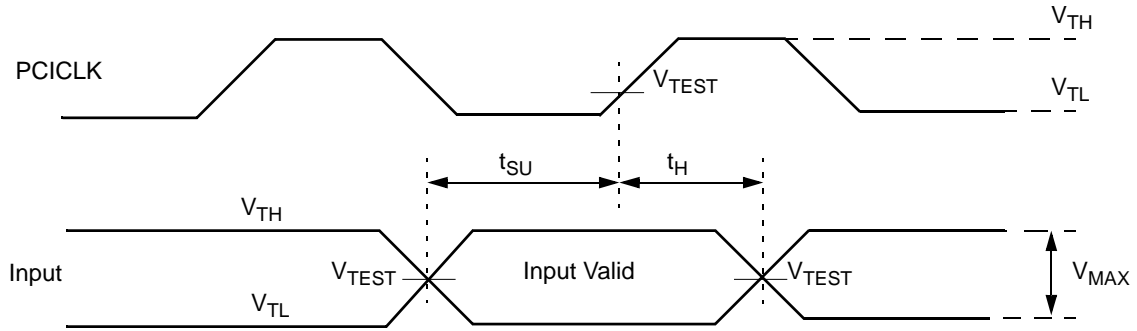 V_TH
PCICLK
V_TEST
V_TL
t_SU
t_H
V_TH
Input
V_TEST
Input Valid
V_TEST
V_MAX
V_TL